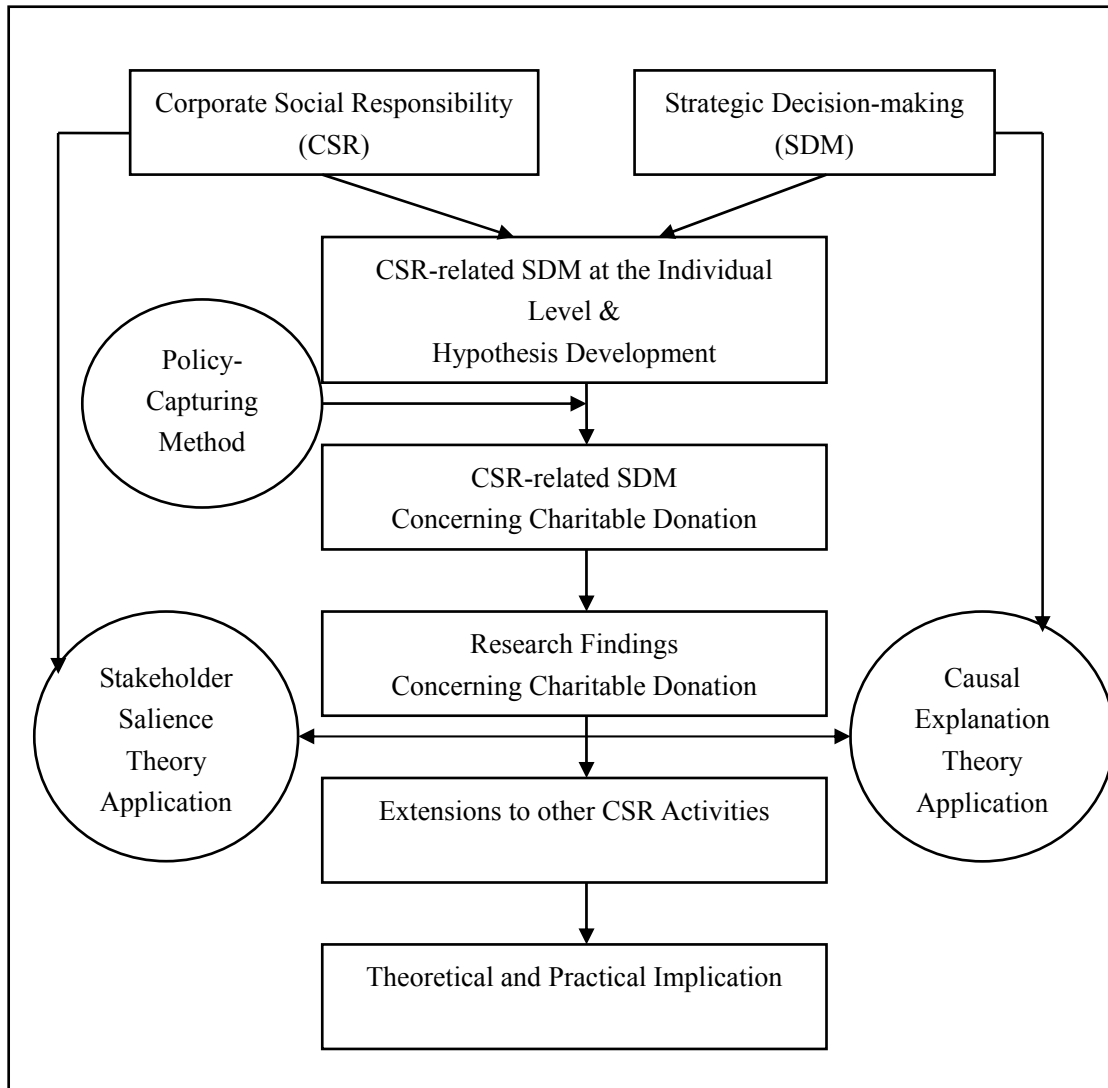 Corporate Social Responsibility
(CSR)
Strategic Decision-making
(SDM)
CSR-related SDM at the Individual
Level &
Hypothesis Development
Policy-
Capturing
Method
CSR-related SDM
Concerning Charitable Donation
Research Findings
Concerning Charitable Donation
Stakeholder
Salience
Theory
Application
Causal
Explanation
Theory
Application
Extensions to other CSR Activities
Theoretical and Practical Implication